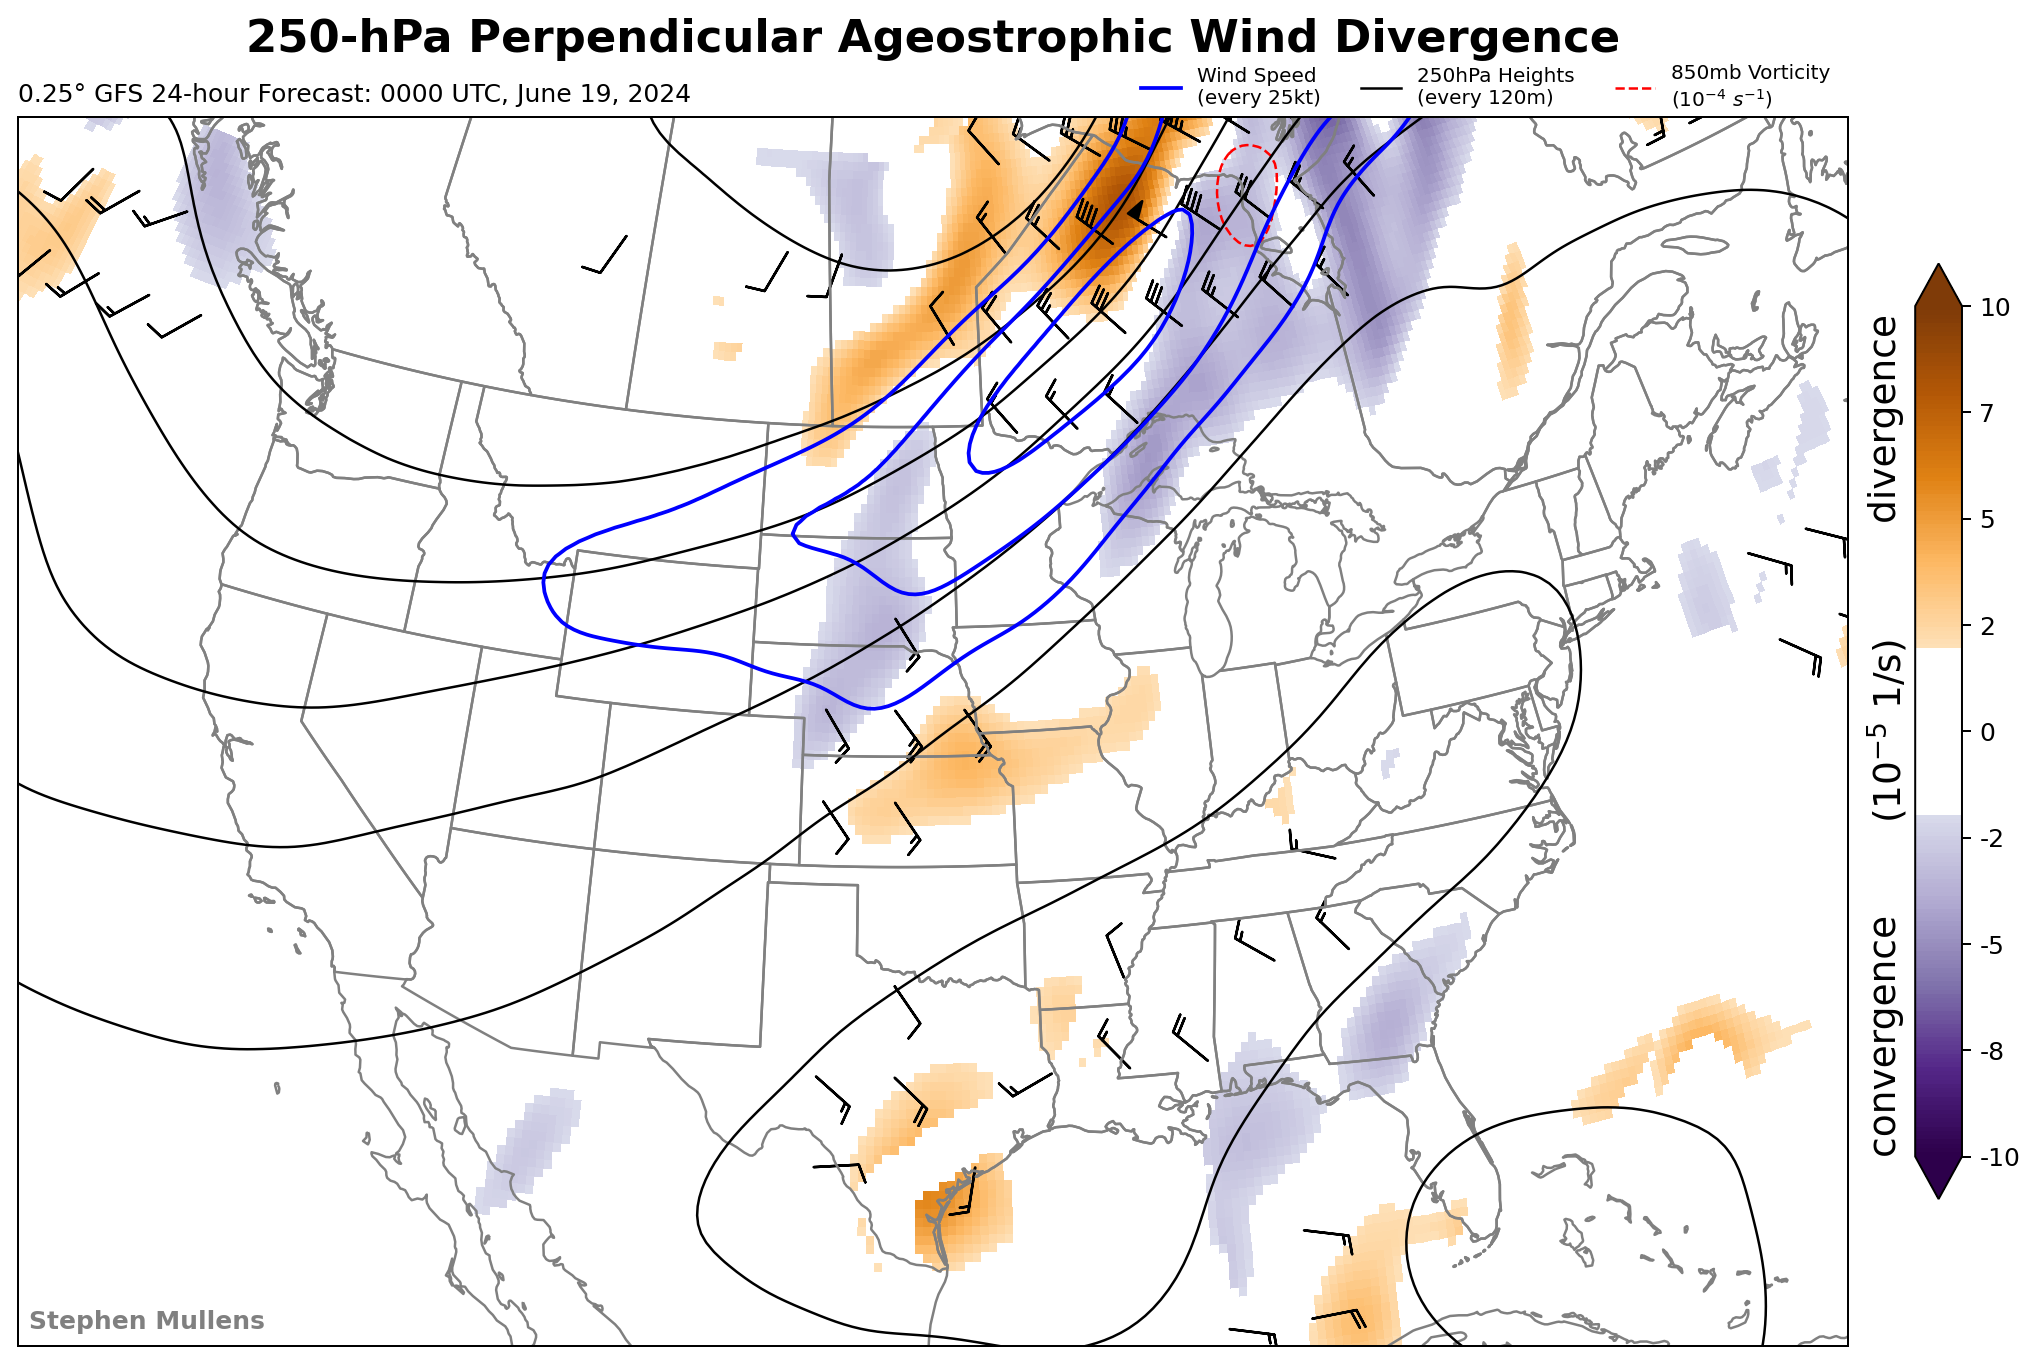 250-hPa Perpendicular Ageostrophic Wind Divergence
0.25° GFS 24-hour Forecast: 0000 UTC, June 19, 2024
Wind Speed
(every 25kt)
250hPa Heights
(every 120m)
850mb Vorticity
(10⁻⁴ s⁻¹)
10
7
5
2
0
-2
-5
-8
-10
convergence (10⁻⁵ 1/s) divergence
Stephen Mullens